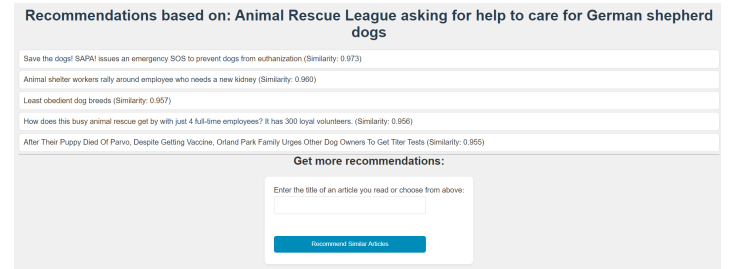 Recommendations based on: Animal Rescue League asking for help to care for German shepherd
dogs
Save the dogs! SAPA! issues an emergency SOS to prevent dogs from euthanization (Similarity: 0.973)
Animal shelter workers rally around employee who needs a new kidney (Similarity: 0.960)
Least obedient dog breeds (Similarity: 0.957)
How does this busy animal rescue get by with just 4 full-time employees? It has 300 loyal volunteers. (Similarity: 0.956)
After Their Puppy Died Of Parvo, Despite Getting Vaccine, Orland Park Family Urges Other Dog Owners To Get Titer Tests (Similarity: 0.955)
Get more recommendations:
Enter the title of an article you read or choose from above:
Recommend Similar Articles